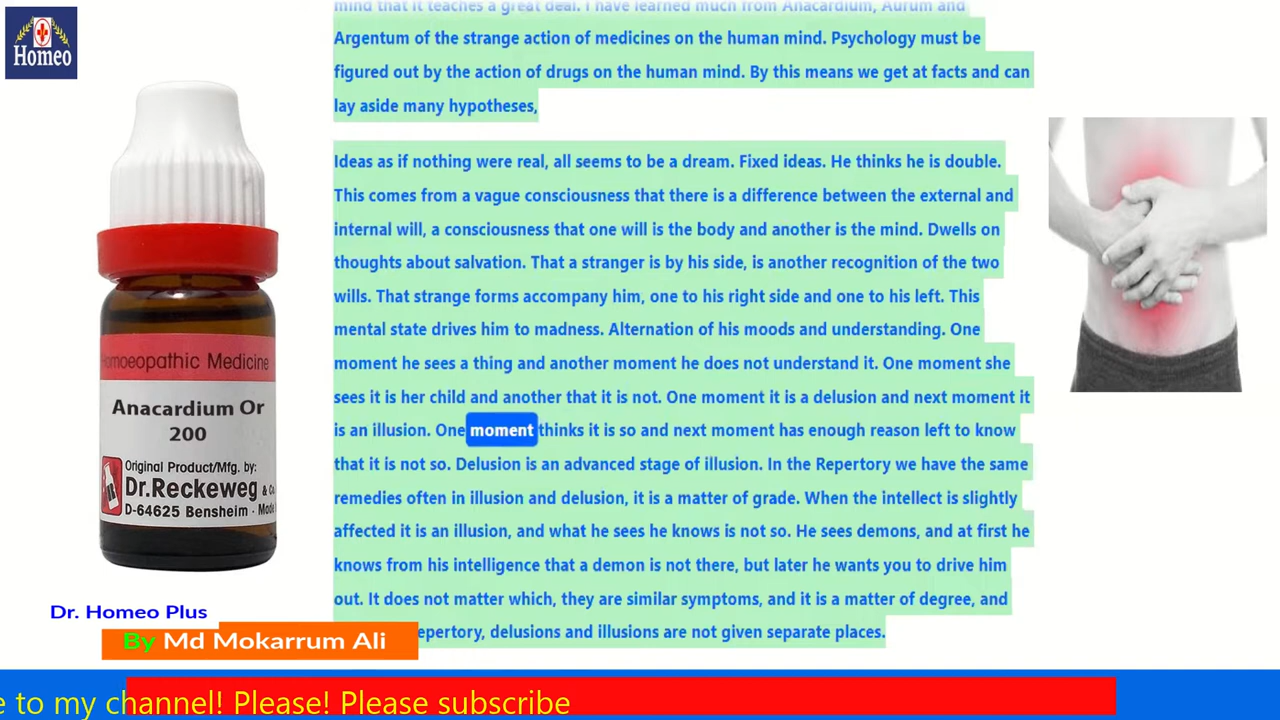 Homeo
mind that it teaches a great deal. I have learned much from Anacardium, Aurum and
Argentum of the strange action of medicines on the human mind. Psychology must be
figured out by the action of drugs on the human mind. By this means we get at facts and can
lay aside many hypotheses,
Ideas as if nothing were real, all seems to be a dream. Fixed ideas. He thinks he is double.
This comes from a vague consciousness that there is a difference between the external and
internal will, a consciousness that one will is the body and another is the mind. Dwells on
thoughts about salvation. That a stranger is by his side, is another recognition of the two
wills. That strange forms accompany him, one to his right side and one to his left. This
mental state drives him to madness. Alternation of his moods and understanding. One
moment he sees a thing and another moment he does not understand it. One moment she
sees it is her child and another that it is not. One moment it is a delusion and next moment it
is an illusion. One moment thinks it is so and next moment has enough reason left to know
that it is not so. Delusion is an advanced stage of illusion. In the Repertory we have the same
remedies often in illusion and delusion, it is a matter of grade. When the intellect is slightly
affected it is an illusion, and what he sees he knows is not so. He sees demons, and at first he
knows from his intelligence that a demon is not there, but later he wants you to drive him
out. It does not matter which, they are similar symptoms, and it is a matter of degree, and
epertory, delusions and illusions are not given separate places.
Homoeopathic Medicine
Anacardium Or
200
Original Product/Mfg. by:
Dr.Reckeweg & Co.
D-64625 Bensheim -
Dr. Homeo Plus
By Md Mokarrum Ali
e to my channel! Please! Please subscribe